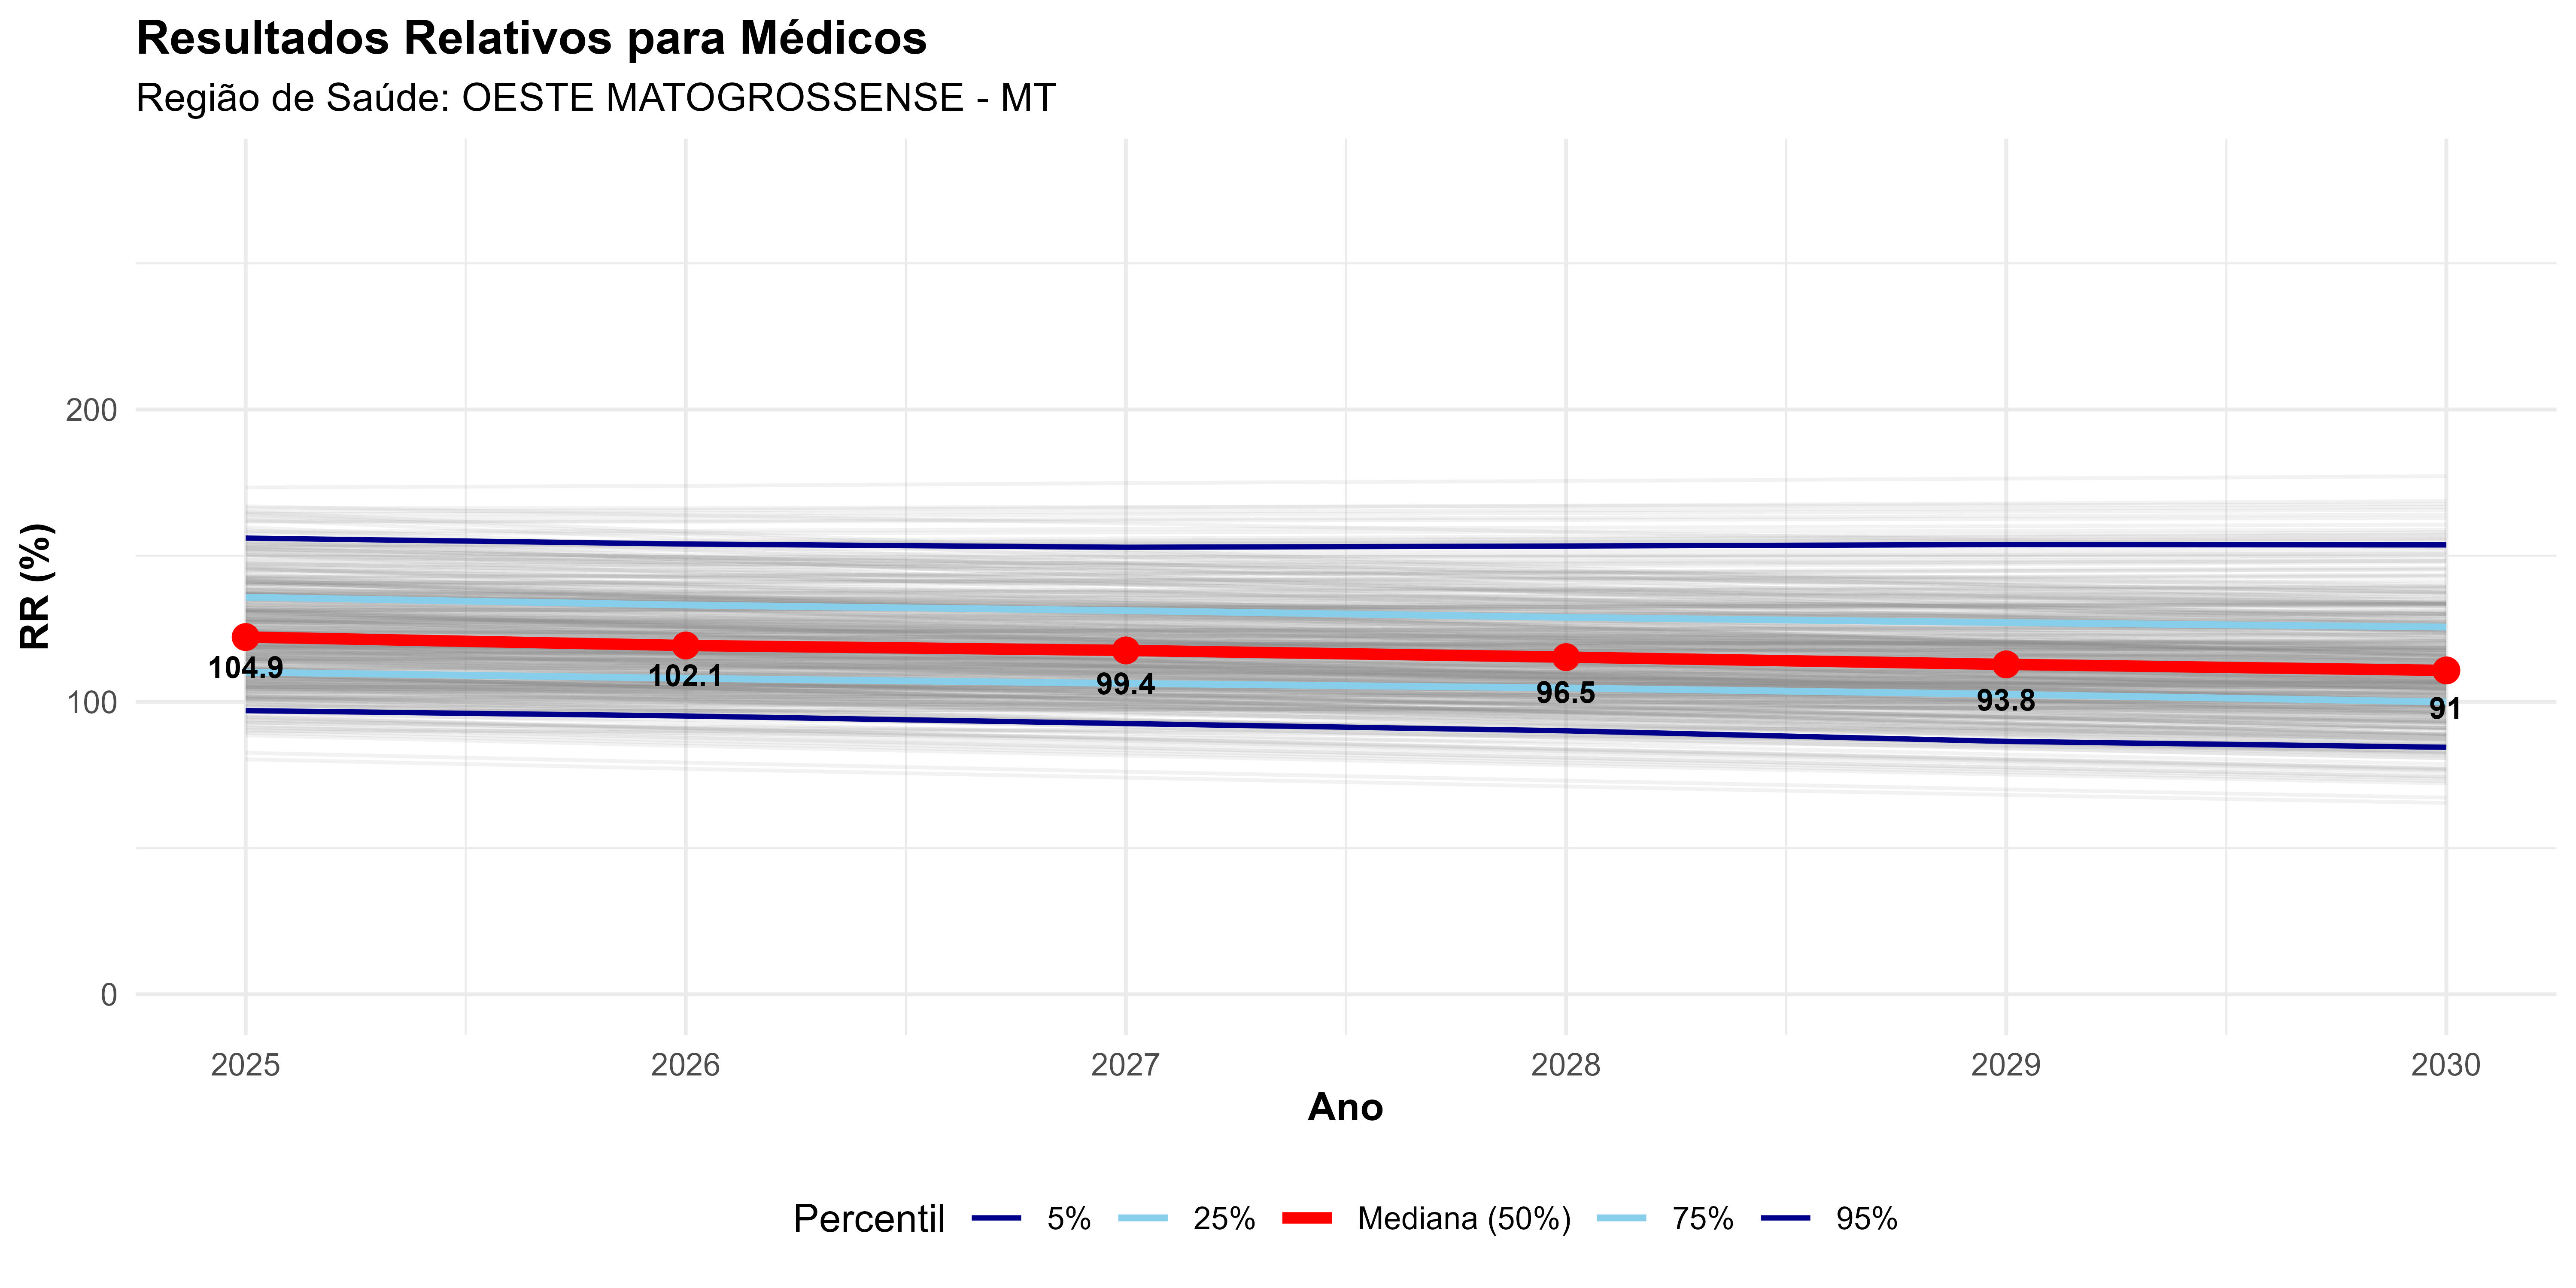 Resultados Relativos para Médicos
Região de Saúde: OESTE MATOGROSSENSE - MT
RR (%)
200
100
0
104.9
102.1
99.4
96.5
93.8
91
2025 2026 2027 2028 2029 2030
Ano
Percentil 5% 25% Mediana (50%) 75% 95%